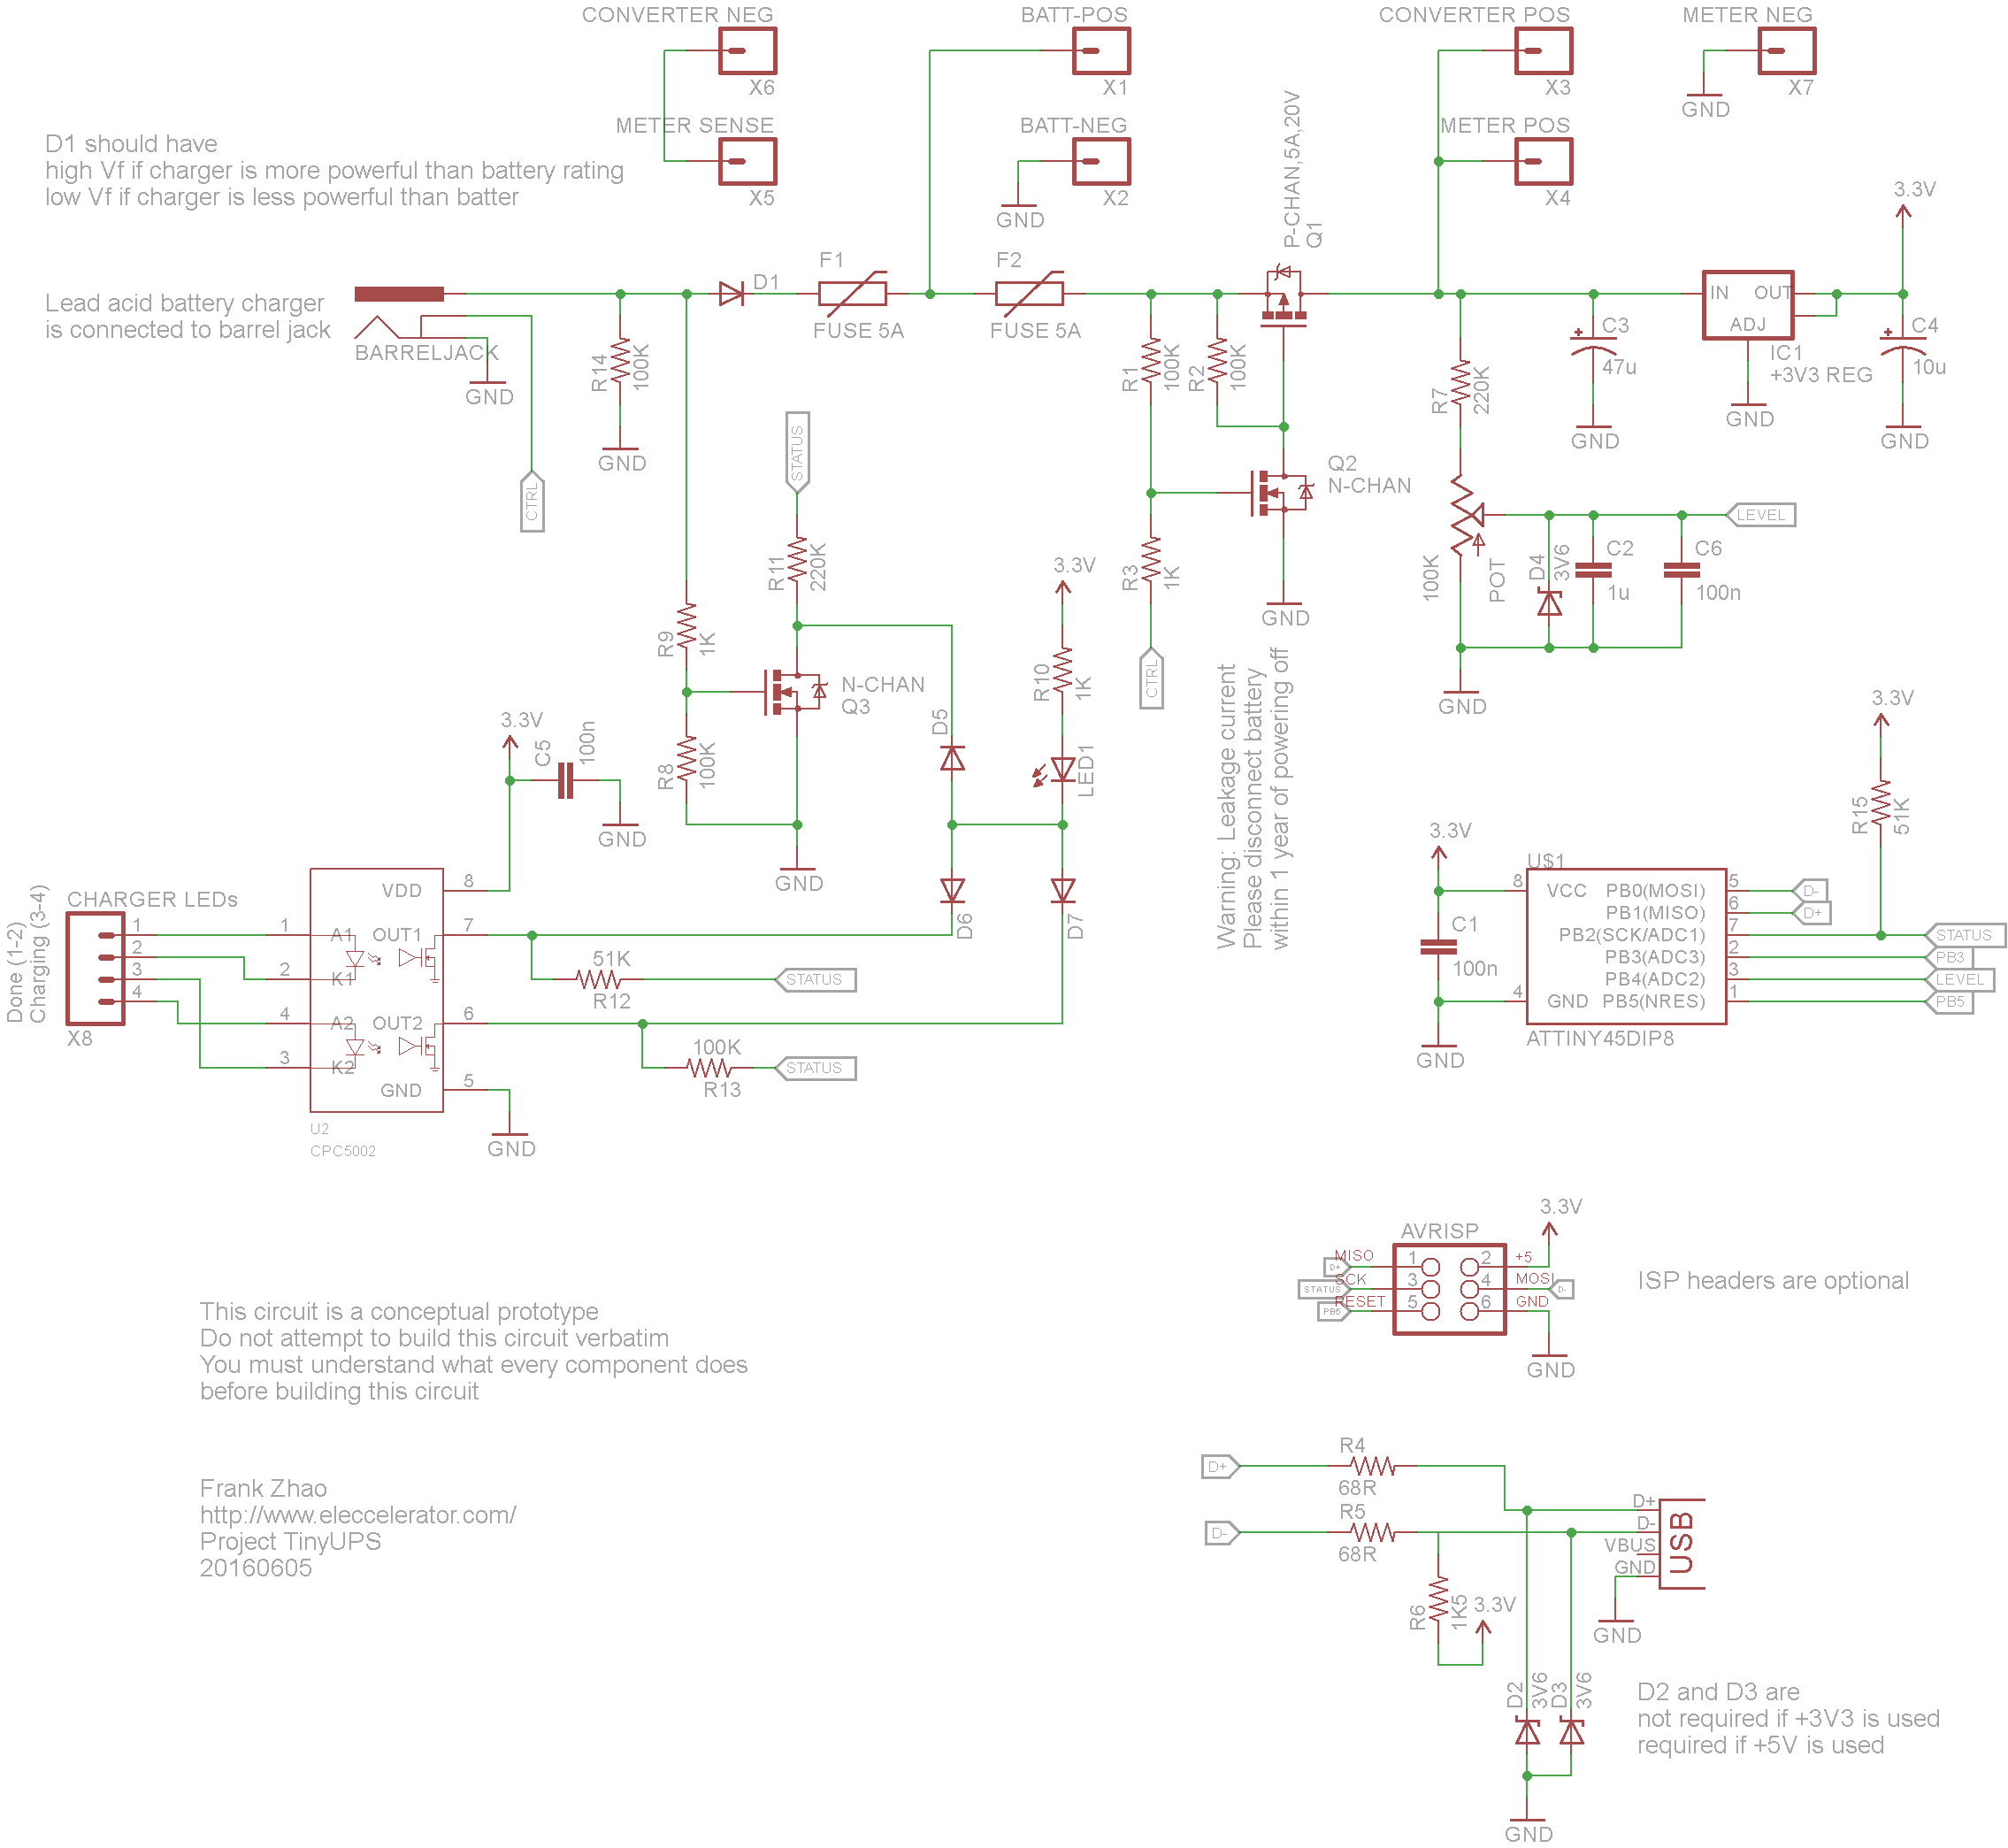 CONVERTER NEG
X6
BATT-POS
X1
CONVERTER POS
X3
METER NEG
X7
GND
METER SENSE
X5
BATT-NEG
X2
GND
METER POS
X4
P-CHAN,5A,20V
Q1
D1 should have
high Vf if charger is more powerful than battery rating
low Vf if charger is less powerful than batter
3.3V
Lead acid battery charger
is connected to barrel jack
BARRELJACK
GND
CTRL
R14
100K
GND
D1
F1
FUSE 5A
F2
FUSE 5A
R1
100K
R2
100K
R7
220K
C3
47u
GND
IN
OUT
ADJ
IC1
+3V3 REG
GND
C4
10u
GND
STATUS
R11
220K
Q2
N-CHAN
GND
R3
1K
CTRL
100K
POT
D4
3V6
C2
1u
C6
100n
LEVEL
GND
R9
1K
R8
100K
N-CHAN
Q3
GND
3.3V
R10
1K
LED1
D5
D6
D7
Warning: Leakage current
Please disconnect battery
within 1 year of powering off
3.3V
C5
100n
GND
Done (1-2)
Charging (3-4)
CHARGER LEDs
1
2
3
4
X8
1
2
4
3
A1
K1
A2
K2
VDD
OUT1
OUT2
GND
8
7
6
5
U2
CPC5002
GND
51K
R12
STATUS
100K
R13
STATUS
3.3V
R15
51K
3.3V
C1
100n
GND
U$1
8
4
VCC
GND
PB0(MOSI)
PB1(MISO)
PB2(SCK/ADC1)
PB3(ADC3)
PB4(ADC2)
PB5(NRES)
5
6
7
2
3
1
D-
D+
STATUS
PB3
LEVEL
PB5
ATTINY45DIP8
3.3V
AVRISP
MISO
SCK
RESET
D+
STATUS
PB5
1
3
5
2
4
6
+5
MOSI
GND
D-
GND
ISP headers are optional
This circuit is a conceptual prototype
Do not attempt to build this circuit verbatim
You must understand what every component does
before building this circuit
Frank Zhao
http://www.eleccelerator.com/
Project TinyUPS
20160605
D+
R4
68R
D-
R5
68R
R6
1K5
3.3V
D+
D-
VBUS
GND
USB
GND
D2
3V6
D3
3V6
GND
D2 and D3 are
not required if +3V3 is used
required if +5V is used